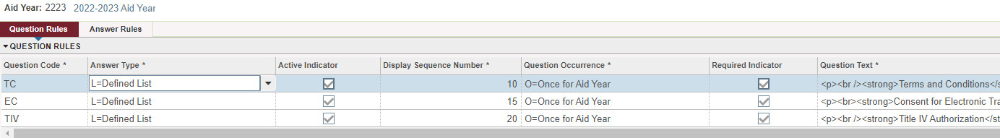 Aid Year: 2223 2022-2023 Aid Year
Question Rules Answer Rules
QUESTION RULES
Question Code * Answer Type * Active Indicator Display Sequence Number * Question Occurrence * Required Indicator Question Text *
TC L=Defined List 10 O=Once for Aid Year <p><br /><strong>Terms and Conditions</s
EC L=Defined List 15 O=Once for Aid Year <p><br><strong>Consent for Electronic Tra
TIV L=Defined List 20 O=Once for Aid Year <p><br /><strong>Title IV Authorization</st